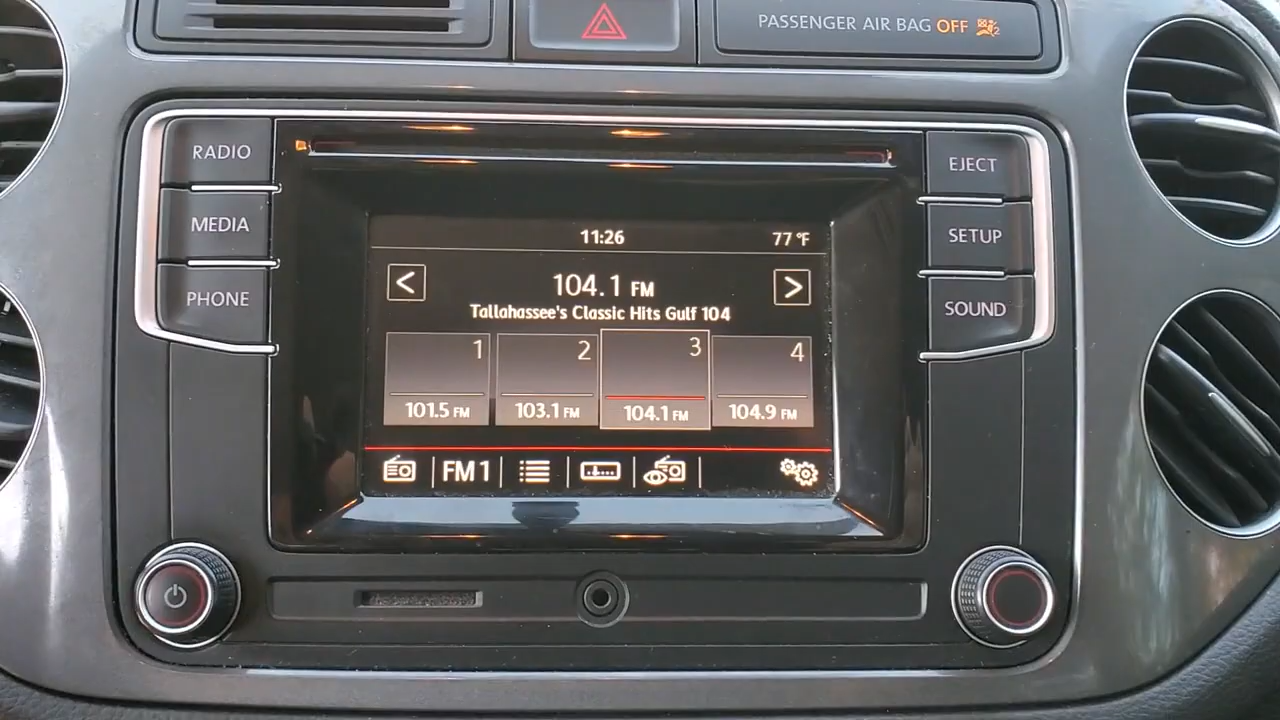 PASSENGER AIR BAG OFF
RADIO
MEDIA
PHONE
EJECT
SETUP
SOUND
11:26 77 °F
< 104.1 FM >
Tallahassee's Classic Hits Gulf 104
1 2 3 4
101.5 FM 103.1 FM 104.1 FM 104.9 FM
FM 1